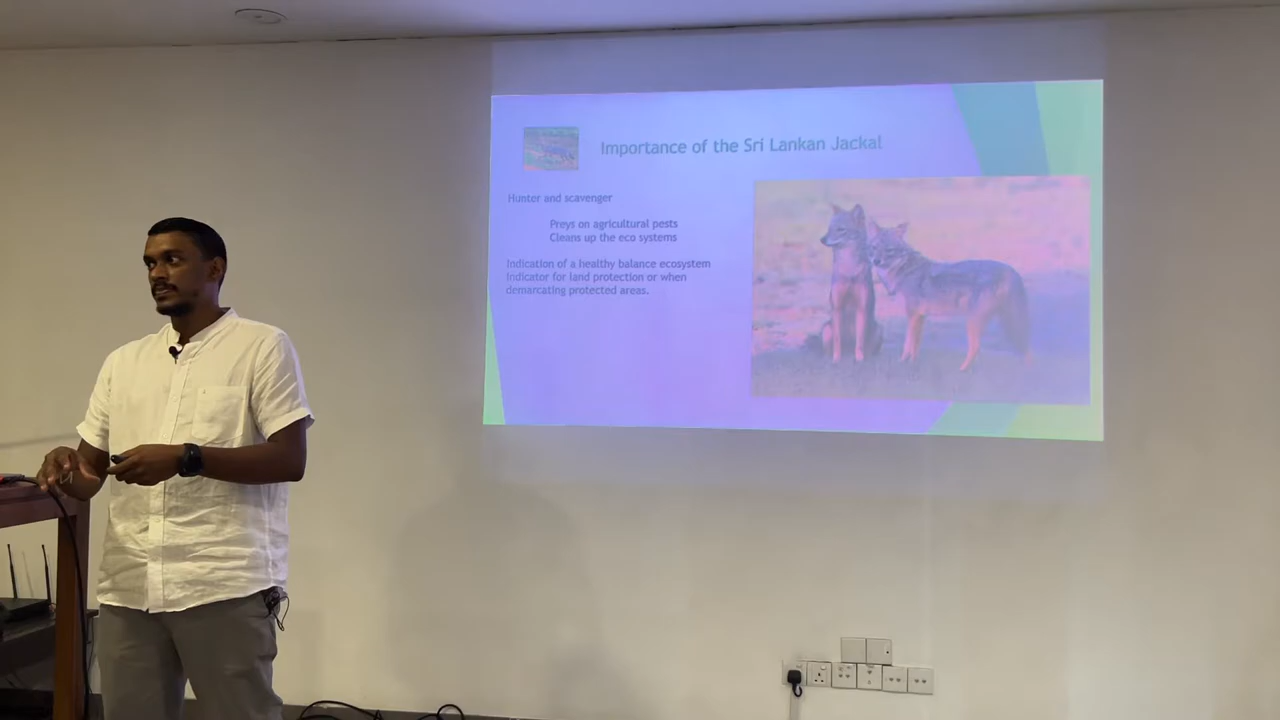 Importance of the Sri Lankan Jackal
Hunter and scavenger
Preys on agricultural pests
Cleans up the eco systems
Indication of a healthy balance ecosystem
Indicator for land protection or when
demarcating protected areas.